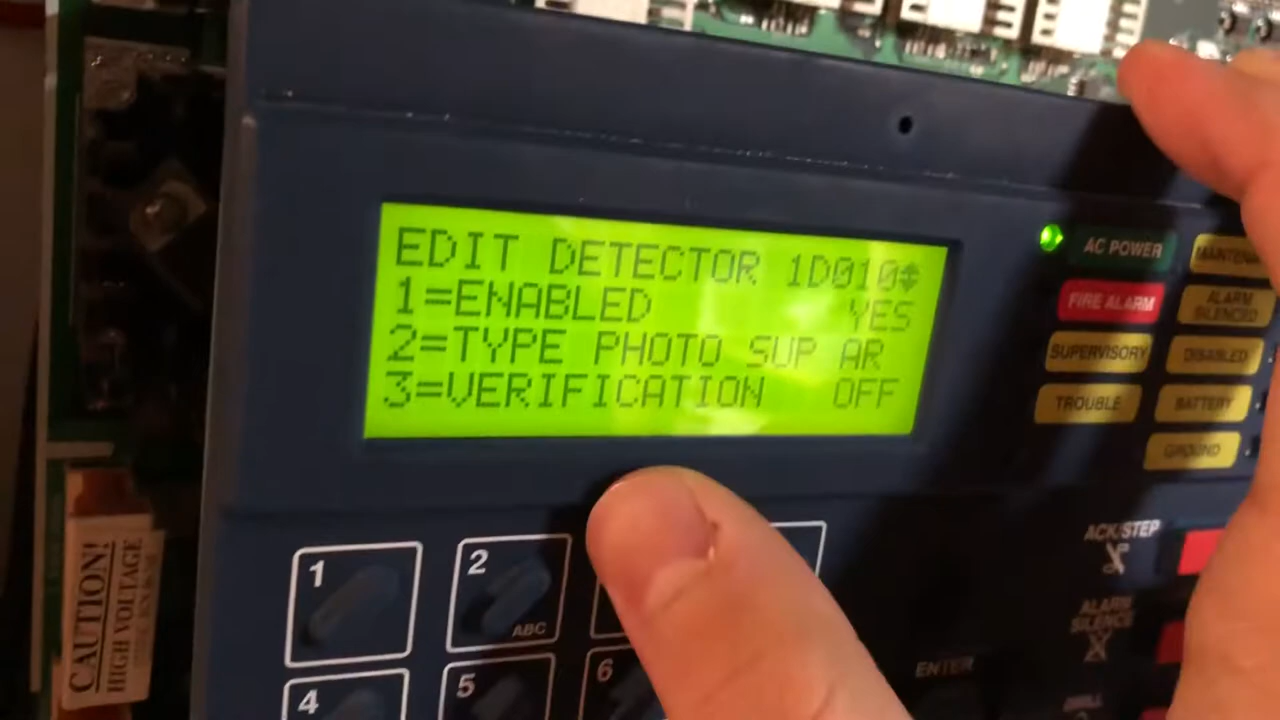 EDIT DETECTOR 1D010
1=ENABLED YES
2=TYPE PHOTO SUP AR
3=VERIFICATION OFF
AC POWER
FIRE ALARM
ALARM SILENCED
SUPERVISORY
DISABLED
TROUBLE
BATTERY
GROUND
ACK/STEP
ALARM
SILENCE
ENTER
1
2
ABC
4
5
6
CAUTION!
HIGH VOLTAGE